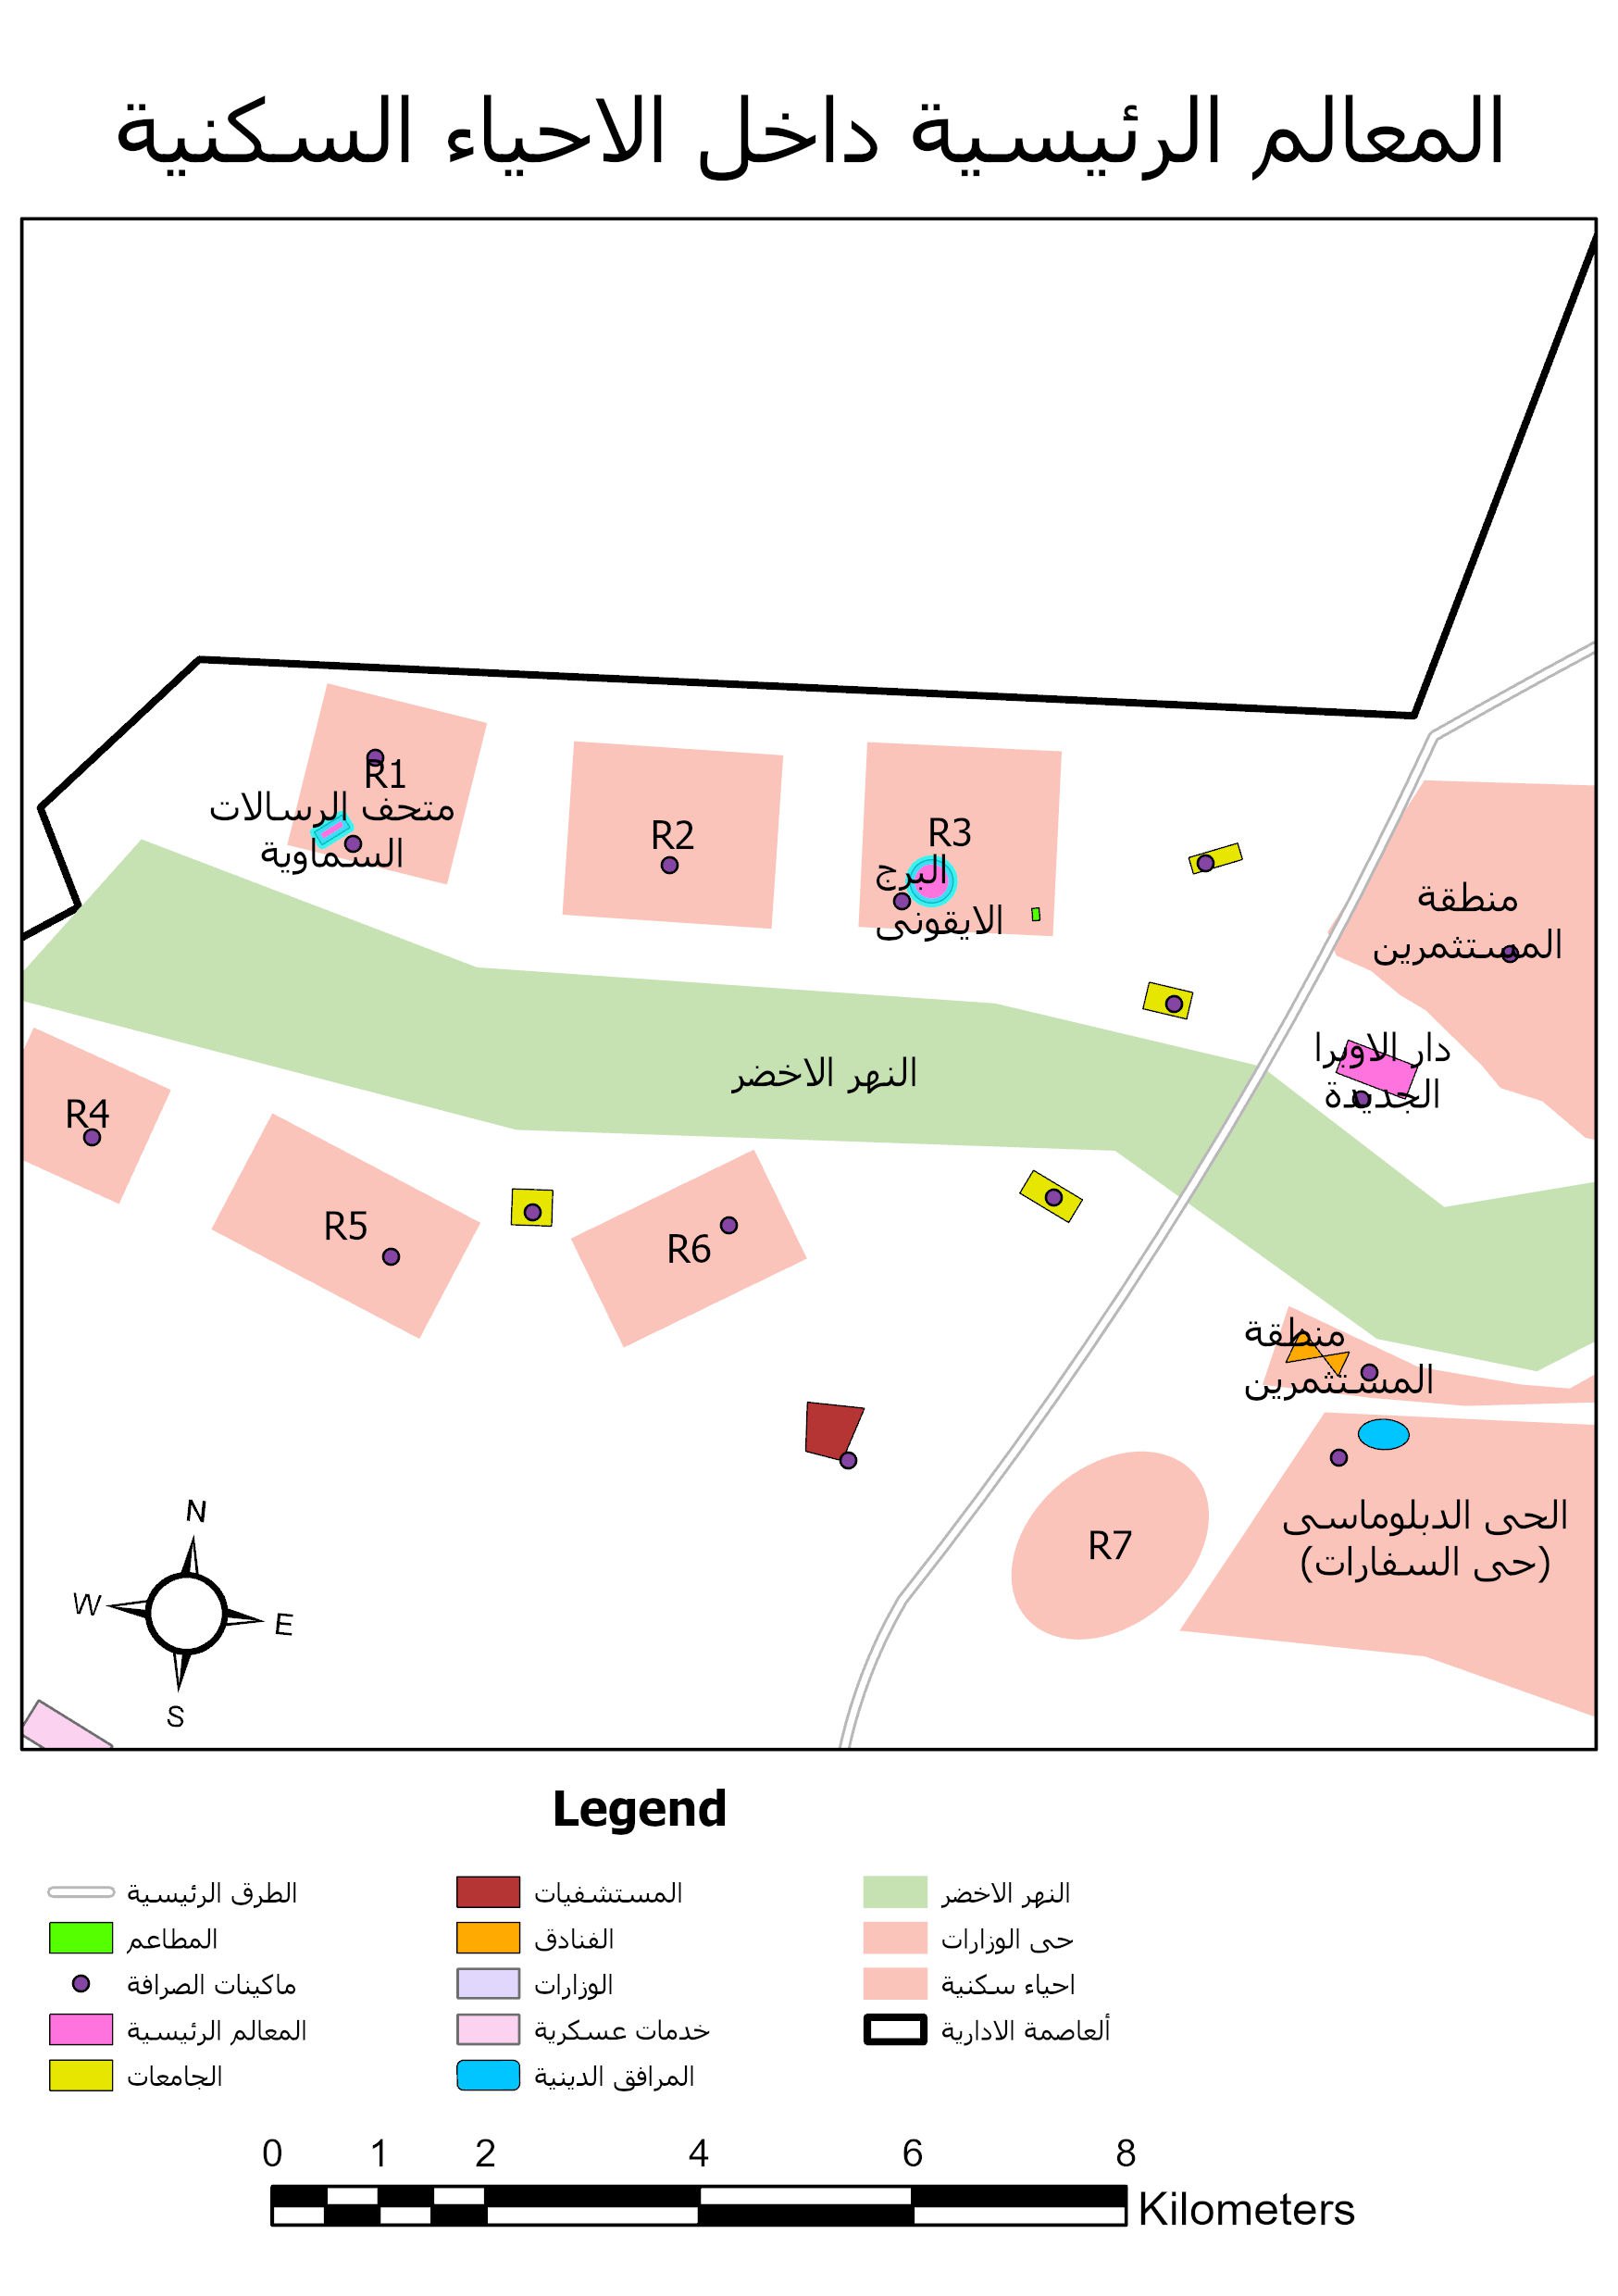 المعالم الرئيسية داخل الاحياء السكنية
R1
متحف الرسالات
السماوية
R2
R3
البرج
الايقونى
منطقة
المستثمرين
دار الاوبرا
الجديدة
النهر الاخضر
R4
R5
R6
منطقة
المستثمرين
R7
الحى الدبلوماسى
(حى السفارات)
N
W
E
S
Legend
الطرق الرئيسية
المطاعم
ماكينات الصرافة
المعالم الرئيسية
الجامعات
المستشفيات
الفنادق
الوزارات
خدمات عسكرية
المرافق الدينية
النهر الاخضر
حى الوزارات
احياء سكنية
ألعاصمة الادارية
0 1 2 4 6 8
Kilometers